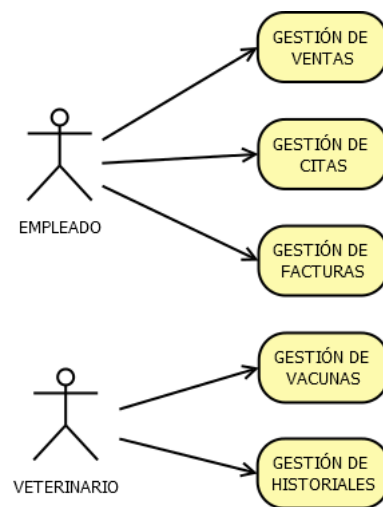 GESTIÓN DE
VENTAS
GESTIÓN DE
CITAS
EMPLEADO
GESTIÓN DE
FACTURAS
GESTIÓN DE
VACUNAS
GESTIÓN DE
HISTORIALES
VETERINARIO